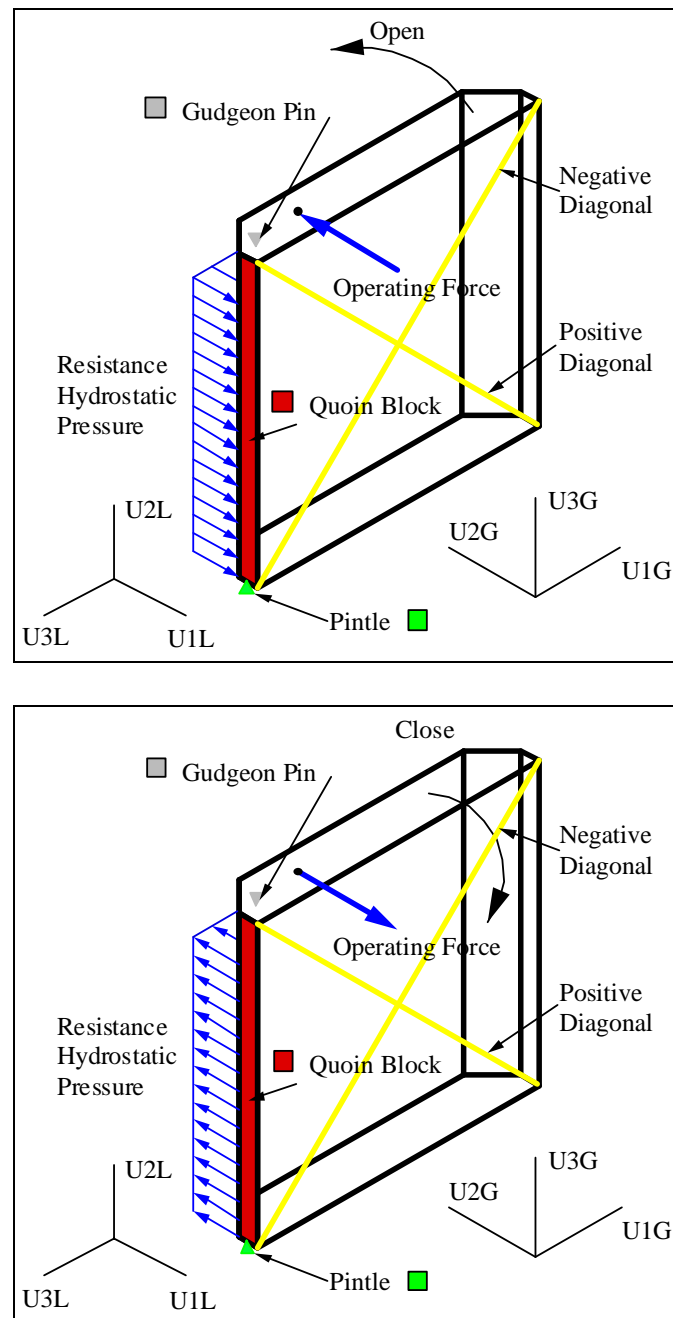 Open
Gudgeon Pin
Negative
Diagonal
Operating Force
Positive
Diagonal
Resistance
Hydrostatic
Pressure
Quoin Block
U2L
U3G
U2G
U1G
U3L
U1L
Pintle
Close
Gudgeon Pin
Negative
Diagonal
Operating Force
Positive
Diagonal
Resistance
Hydrostatic
Pressure
Quoin Block
U2L
U3G
U2G
U1G
U3L
U1L
Pintle